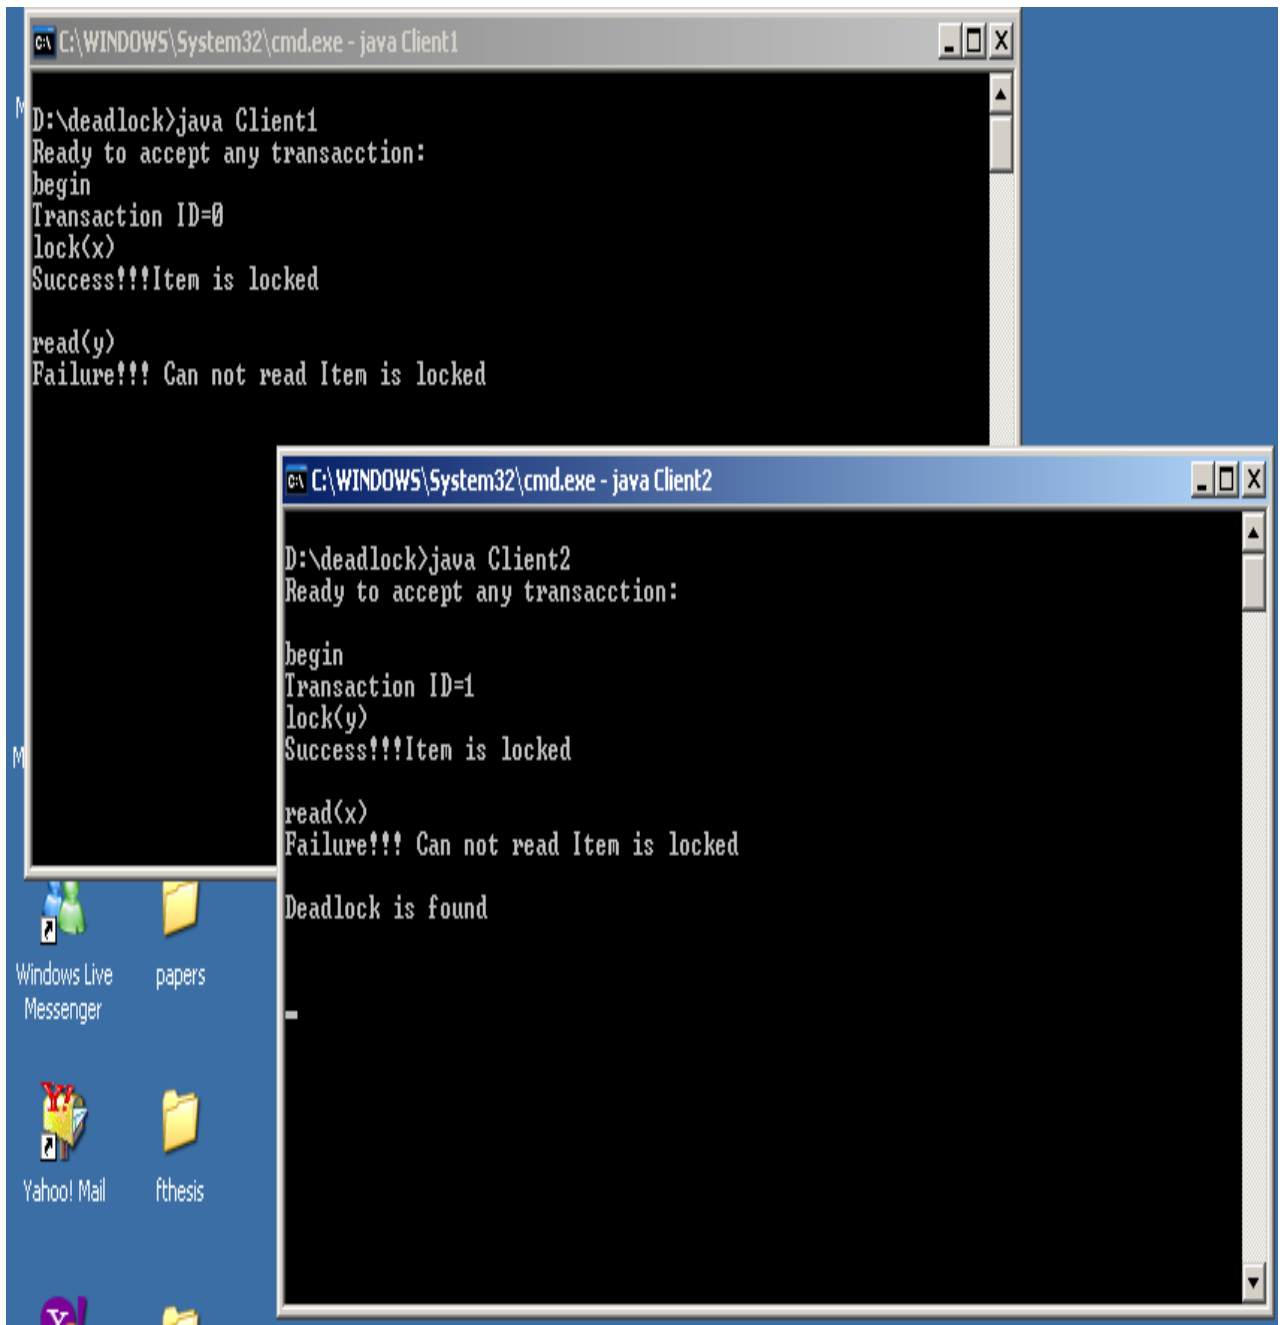 C:\WINDOWS\System32\cmd.exe - java Client1
D:\deadlock>java Client1
Ready to accept any transacction:
begin
Transaction ID=0
lock(x)
Success!!!Item is locked
read(y)
Failure!!! Can not read Item is locked
C:\WINDOWS\System32\cmd.exe - java Client2
D:\deadlock>java Client2
Ready to accept any transacction:
begin
Transaction ID=1
lock(y)
Success!!!Item is locked
read(x)
Failure!!! Can not read Item is locked
Deadlock is found
Windows Live
Messenger
papers
Yahoo! Mail
fthesis